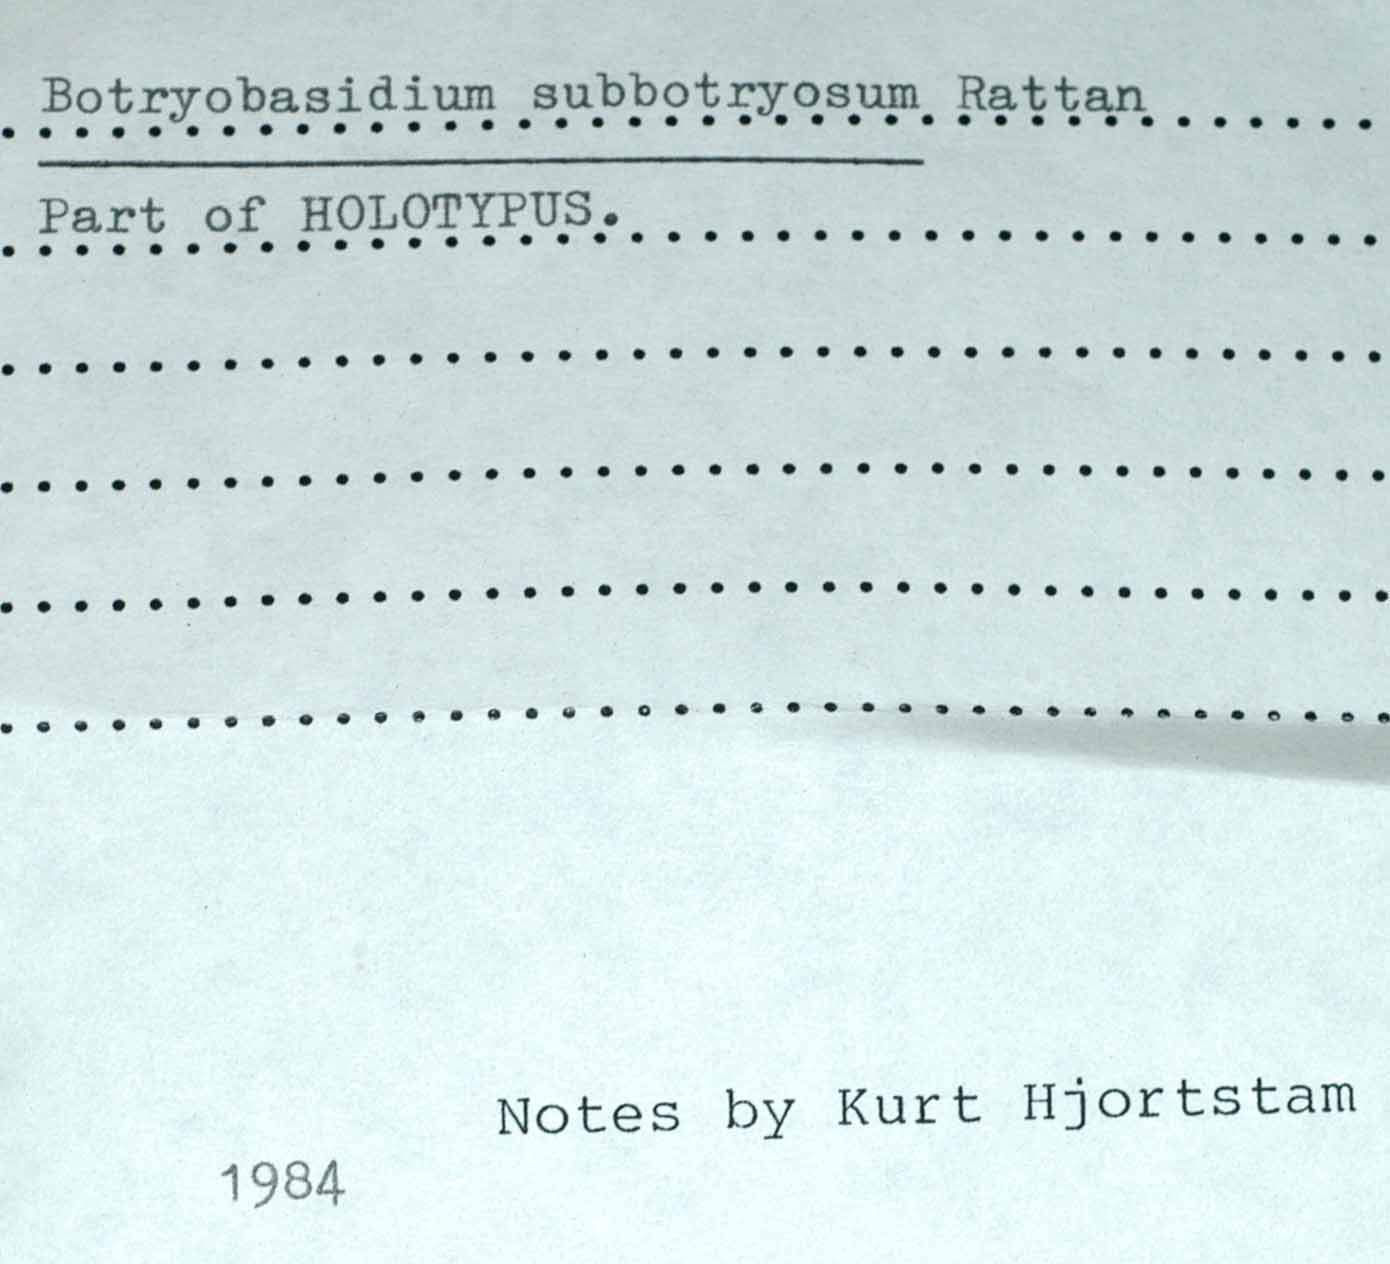 Botryobasidium subbotryosum Rattan
Part of HOLOTYPUS.
Notes by Kurt Hjortstam
1984